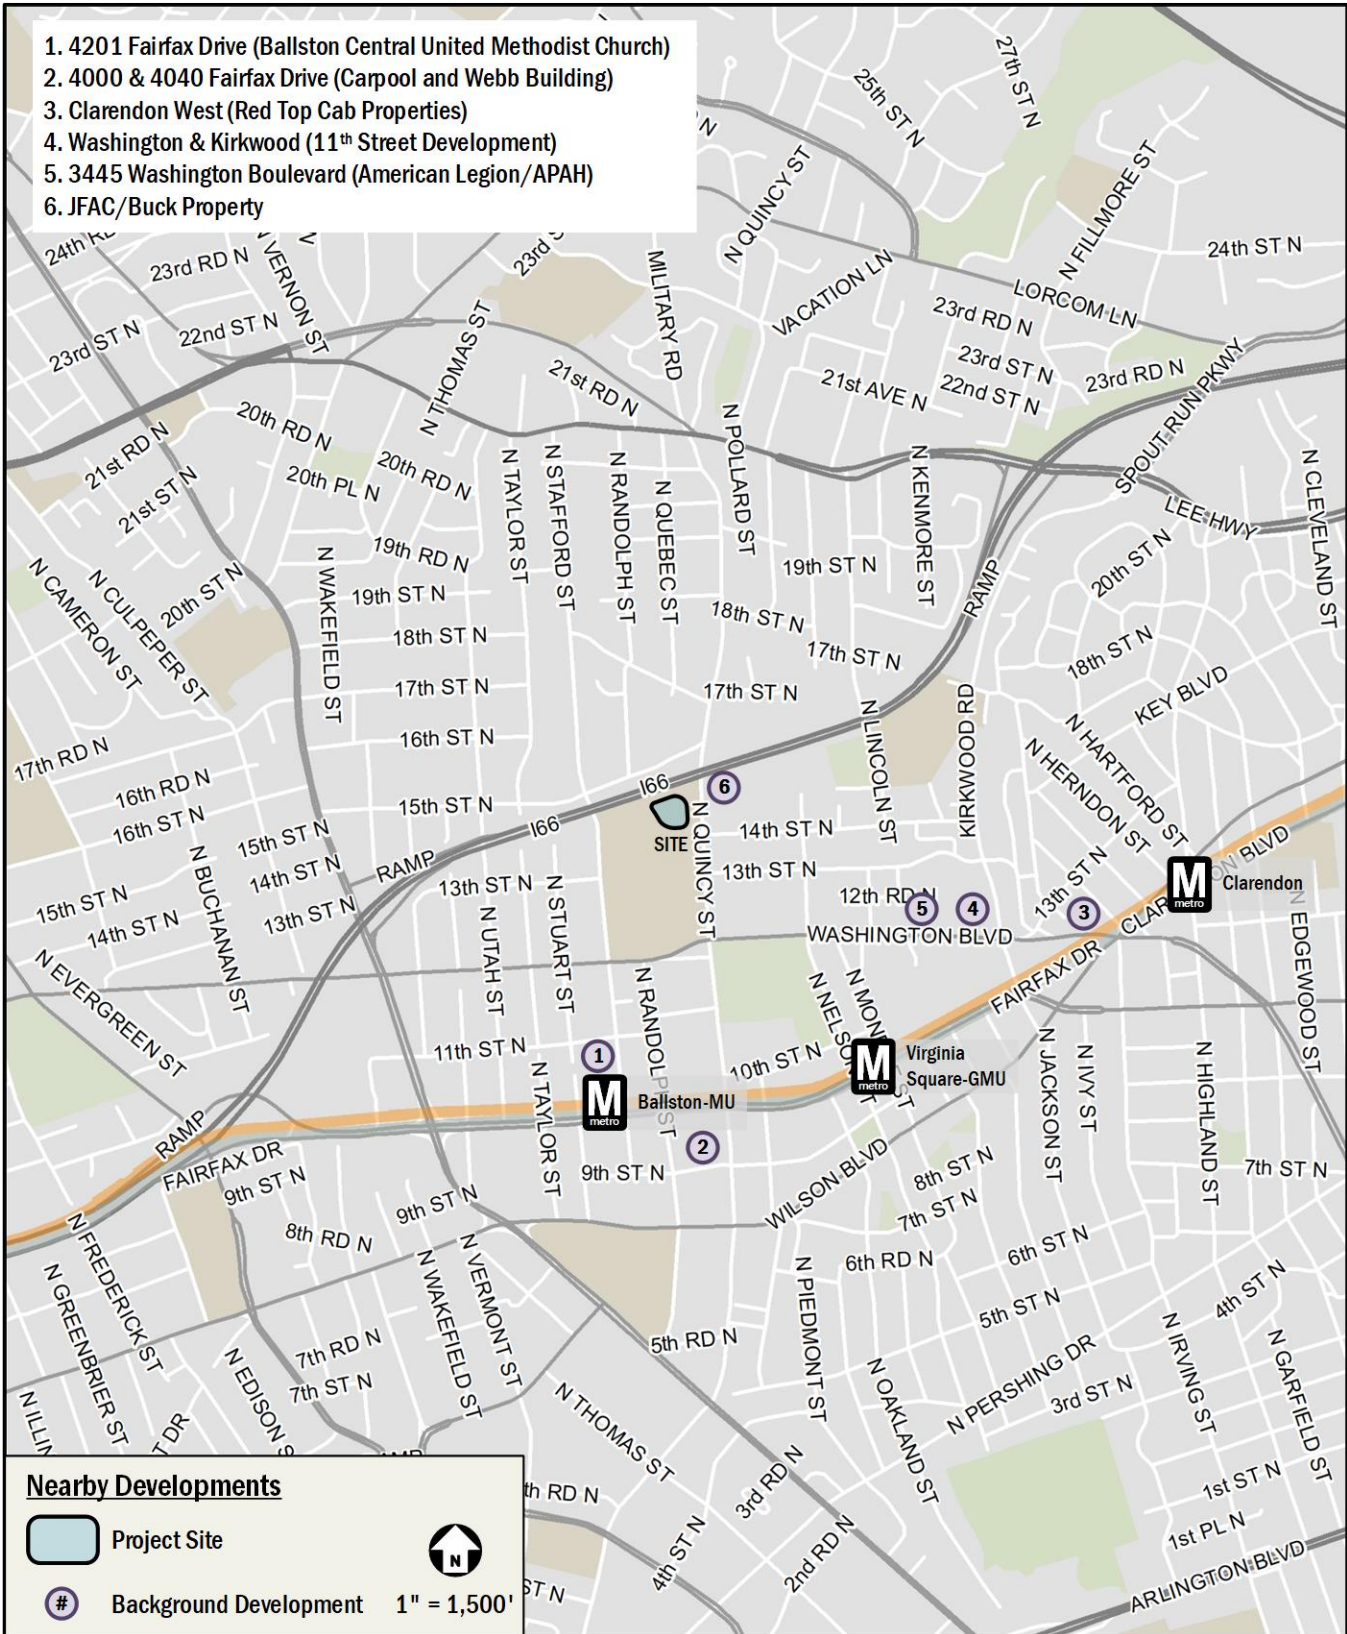 1. 4201 Fairfax Drive (Ballston Central United Methodist Church)
2. 4000 & 4040 Fairfax Drive (Carpool and Webb Building)
3. Clarendon West (Red Top Cab Properties)
4. Washington & Kirkwood (11th Street Development)
5. 3445 Washington Boulevard (American Legion/APAH)
6. JFAC/Buck Property
27th ST N
25th ST N
N QUINCY ST
N FILLMORE ST
24th ST N
24th
23rd RD N
N VERNON ST
23rd
MILITARY RD
VACATION LN
LORCOM LN
23rd RD N
22nd ST N
23rd ST N
N THOMAS ST
21st RD N
23rd ST N
21st AVE N
22nd ST N
23rd RD N
SPOUT RUN PKWY
20th RD N
21st RD N
20th PL N
20th RD N
21st ST N
N TAYLOR ST
N STAFFORD ST
N RANDOLPH ST
N QUEBEC ST
N POLLARD ST
N KENMORE ST
LEE HWY
N CLEVELAND ST
19th RD N
19th ST N
19th ST N
20th ST N
N CAMERON ST
N CULPEPER ST
20th ST N
N WAKEFIELD ST
18th ST N
18th ST N
17th ST N
RAMP
18th ST N
17th ST N
17th ST N
KEY BLVD
16th ST N
N LINCOLN ST
KIRKWOOD RD
N HARTFORD ST
N HERNDON ST
17th RD N
16th RD N
16th ST N
15th ST N
I66
6
SITE
N QUINCY ST
14th ST N
I66
15th ST N
RAMP
14th ST N
13th ST N
N BUCHANAN ST
13th ST N
13th ST N
N STUART ST
N UTAH ST
12th RD N
5
4
3
13th ST N
M
metro
Clarendon
CLARENDON BLVD
15th ST N
14th ST N
WASHINGTON BLVD
FAIRFAX DR
N EDGEWOOD ST
N EVERGREEN ST
N RANDOLPH ST
N NELSON ST
11th ST N
1
N TAYLOR ST
10th ST N
M
metro
Virginia
Square-GMU
M
metro
Ballston-MU
N JACKSON ST
N IVY ST
N HIGHLAND ST
RAMP
FAIRFAX DR
2
9th ST N
9th ST N
9th ST N
WILSON BLVD
8th ST N
7th ST N
7th ST N
8th RD N
N FREDERICK ST
N GREENBRIER ST
N WAKEFIELD ST
N VERMONT ST
N PIEDMONT ST
6th RD N
6th ST N
5th ST N
4th ST N
5th RD N
7th RD N
7th ST N
N EDISON S
N THOMAS ST
N OAKLAND ST
N PERSHING DR
3rd ST N
N IRVING ST
N GARFIELD ST
3rd RD N
4th ST N
2nd RD N
1st ST N
1st PL N
ARLINGTON BLVD
th RD N
ST N
Nearby Developments
Project Site
N
# Background Development 1" = 1,500'